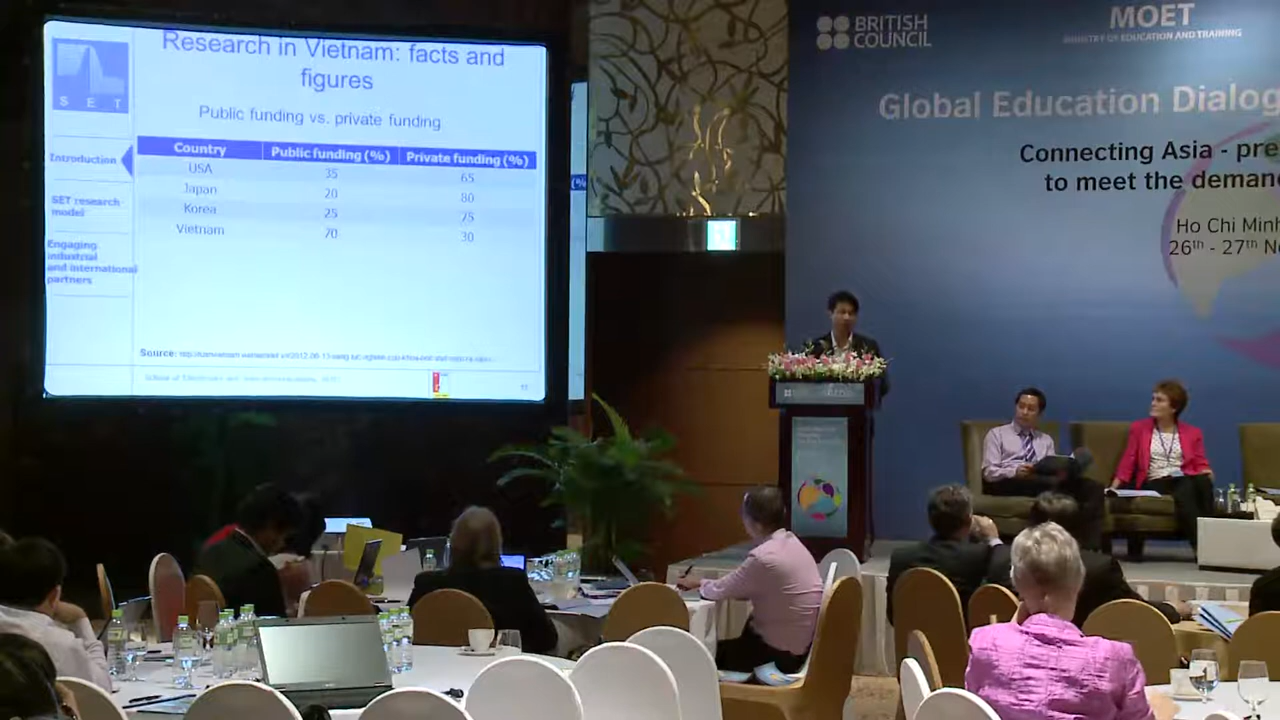 Research in Vietnam: facts and
figures
Public funding vs. private funding
SET
Introduction
SET research
model
Engaging
industrial
and international
partners
Country Public funding (%) Private funding (%)
USA 35 65
Japan 20 80
Korea 25 75
Vietnam 70 30
Source:
11
(%
BRITISH
COUNCIL
MOET
MINISTRY OF EDUCATION AND TRAINING
Global Education Dialog
Connecting Asia - pre
to meet the deman
Ho Chi Minh
26th - 27th N